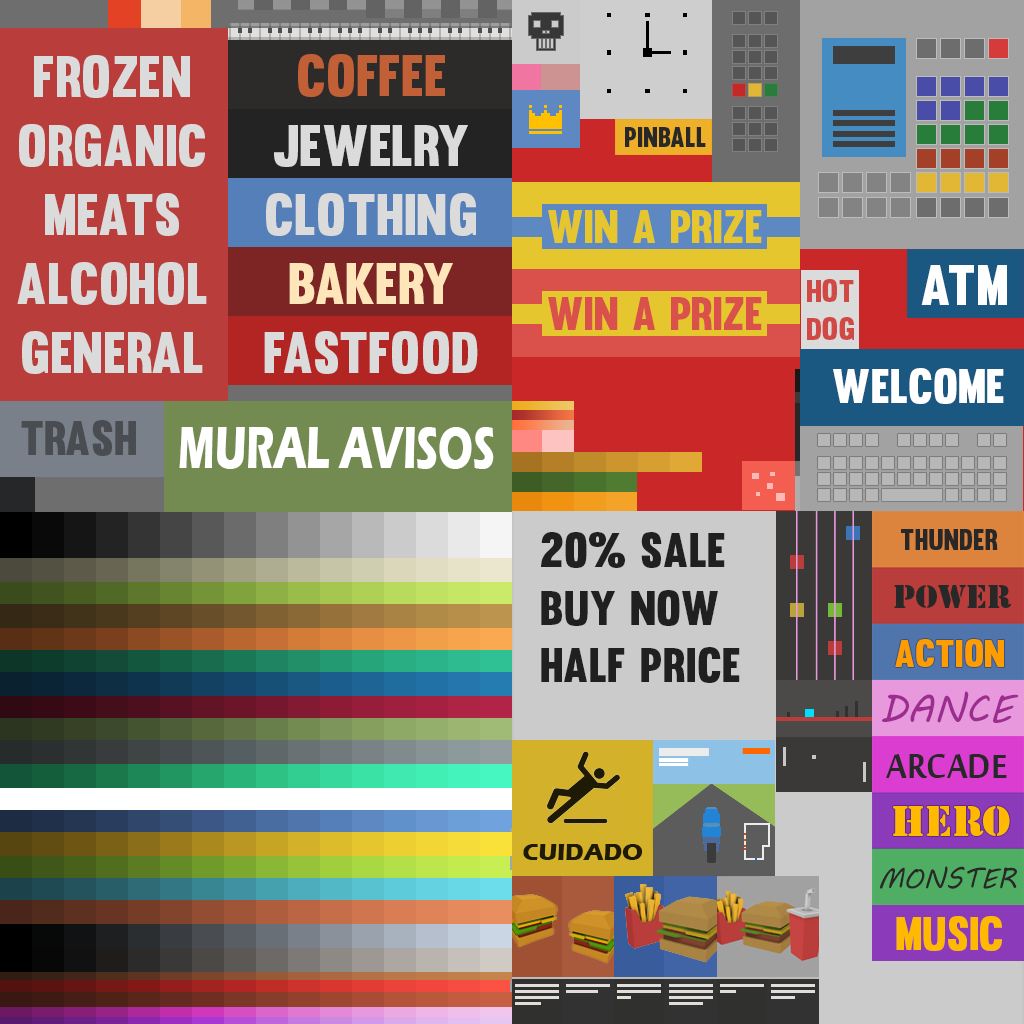 FROZEN
ORGANIC
MEATS
ALCOHOL
GENERAL
COFFEE
JEWELRY
CLOTHING
BAKERY
FASTFOOD
TRASH
MURAL AVISOS
PINBALL
WIN A PRIZE
WIN A PRIZE
HOT
DOG
ATM
WELCOME
20% SALE
BUY NOW
HALF PRICE
CUIDADO
THUNDER
POWER
ACTION
DANCE
ARCADE
HERO
MONSTER
MUSIC